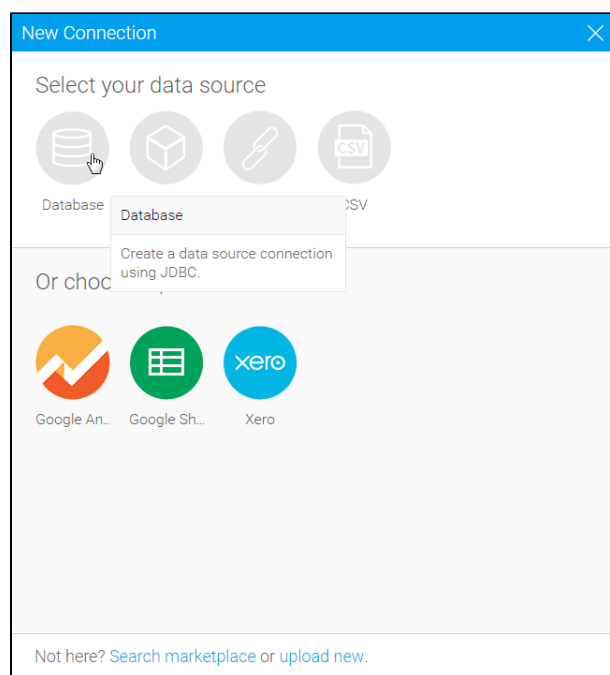 New Connection
Select your data source
CSV
Database
CSV
Database
Create a data source connection
using JDBC.
Or choo
xero
Google An..
Google Sh...
Xero
Not here? Search marketplace or upload new.